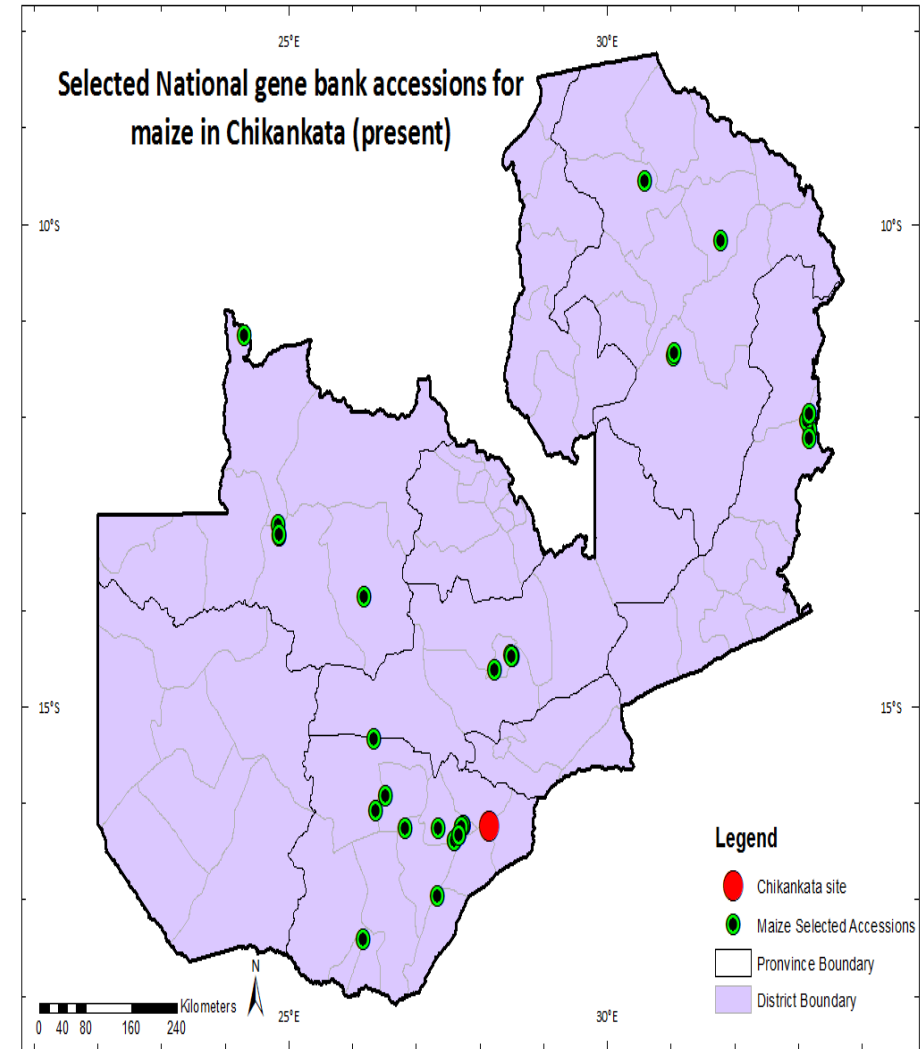 25°E 30°E
Selected National gene bank accessions for
maize in Chikankata (present)
10°S 10°S
15°S 15°S
Legend
Chikankata site
Maize Selected Accessions
Pronvince Boundary
District Boundary
N
Kilometers
0 40 80 160 240
25°E 30°E